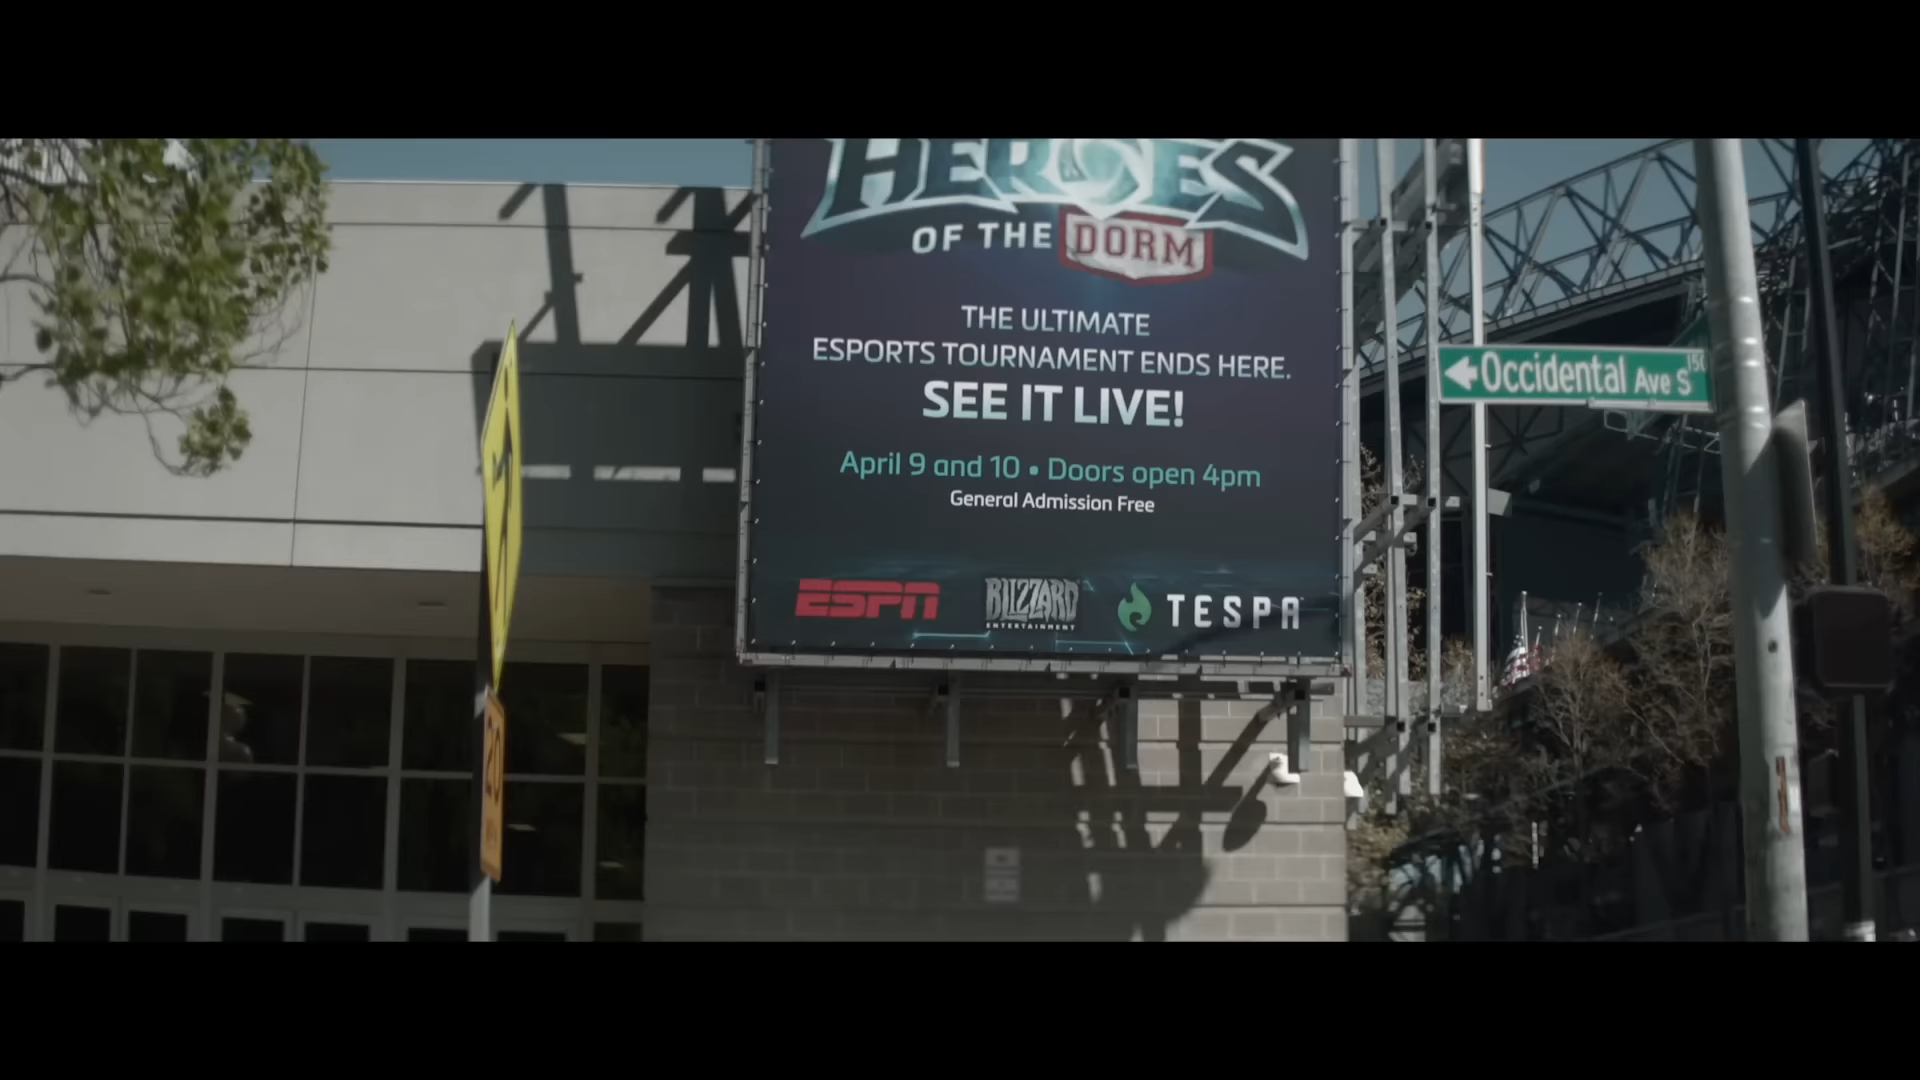 HEROES
OF THE DORM
THE ULTIMATE
ESPORTS TOURNAMENT ENDS HERE.
SEE IT LIVE!
April 9 and 10 • Doors open 4pm
General Admission Free
ESPN
BLIZZARD
ENTERTAINMENT
TESPA
Occidental Ave S
20